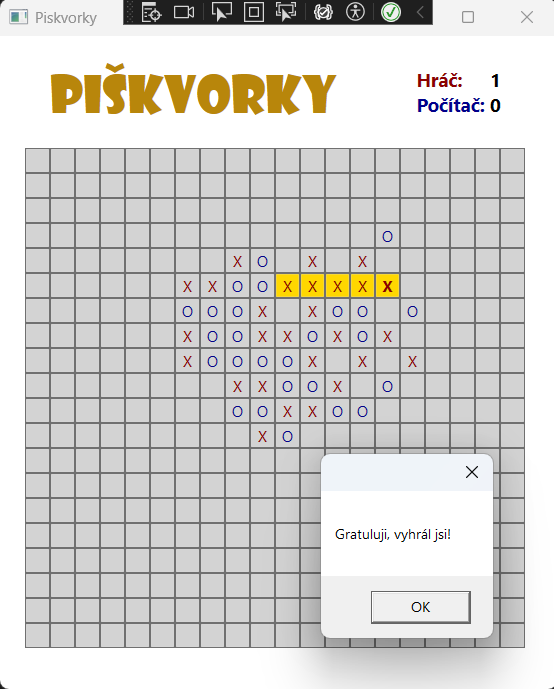 Piskvorky
PIŠKVORKY
Hráč: 1
Počítač: 0
O
X O X X
X X O O X X X X X
O O O X X O O O
X O O X X O X O X
X O O O O X X X
X X O O X O
O O X X O O
X O
Gratuluji, vyhrál jsi!
OK